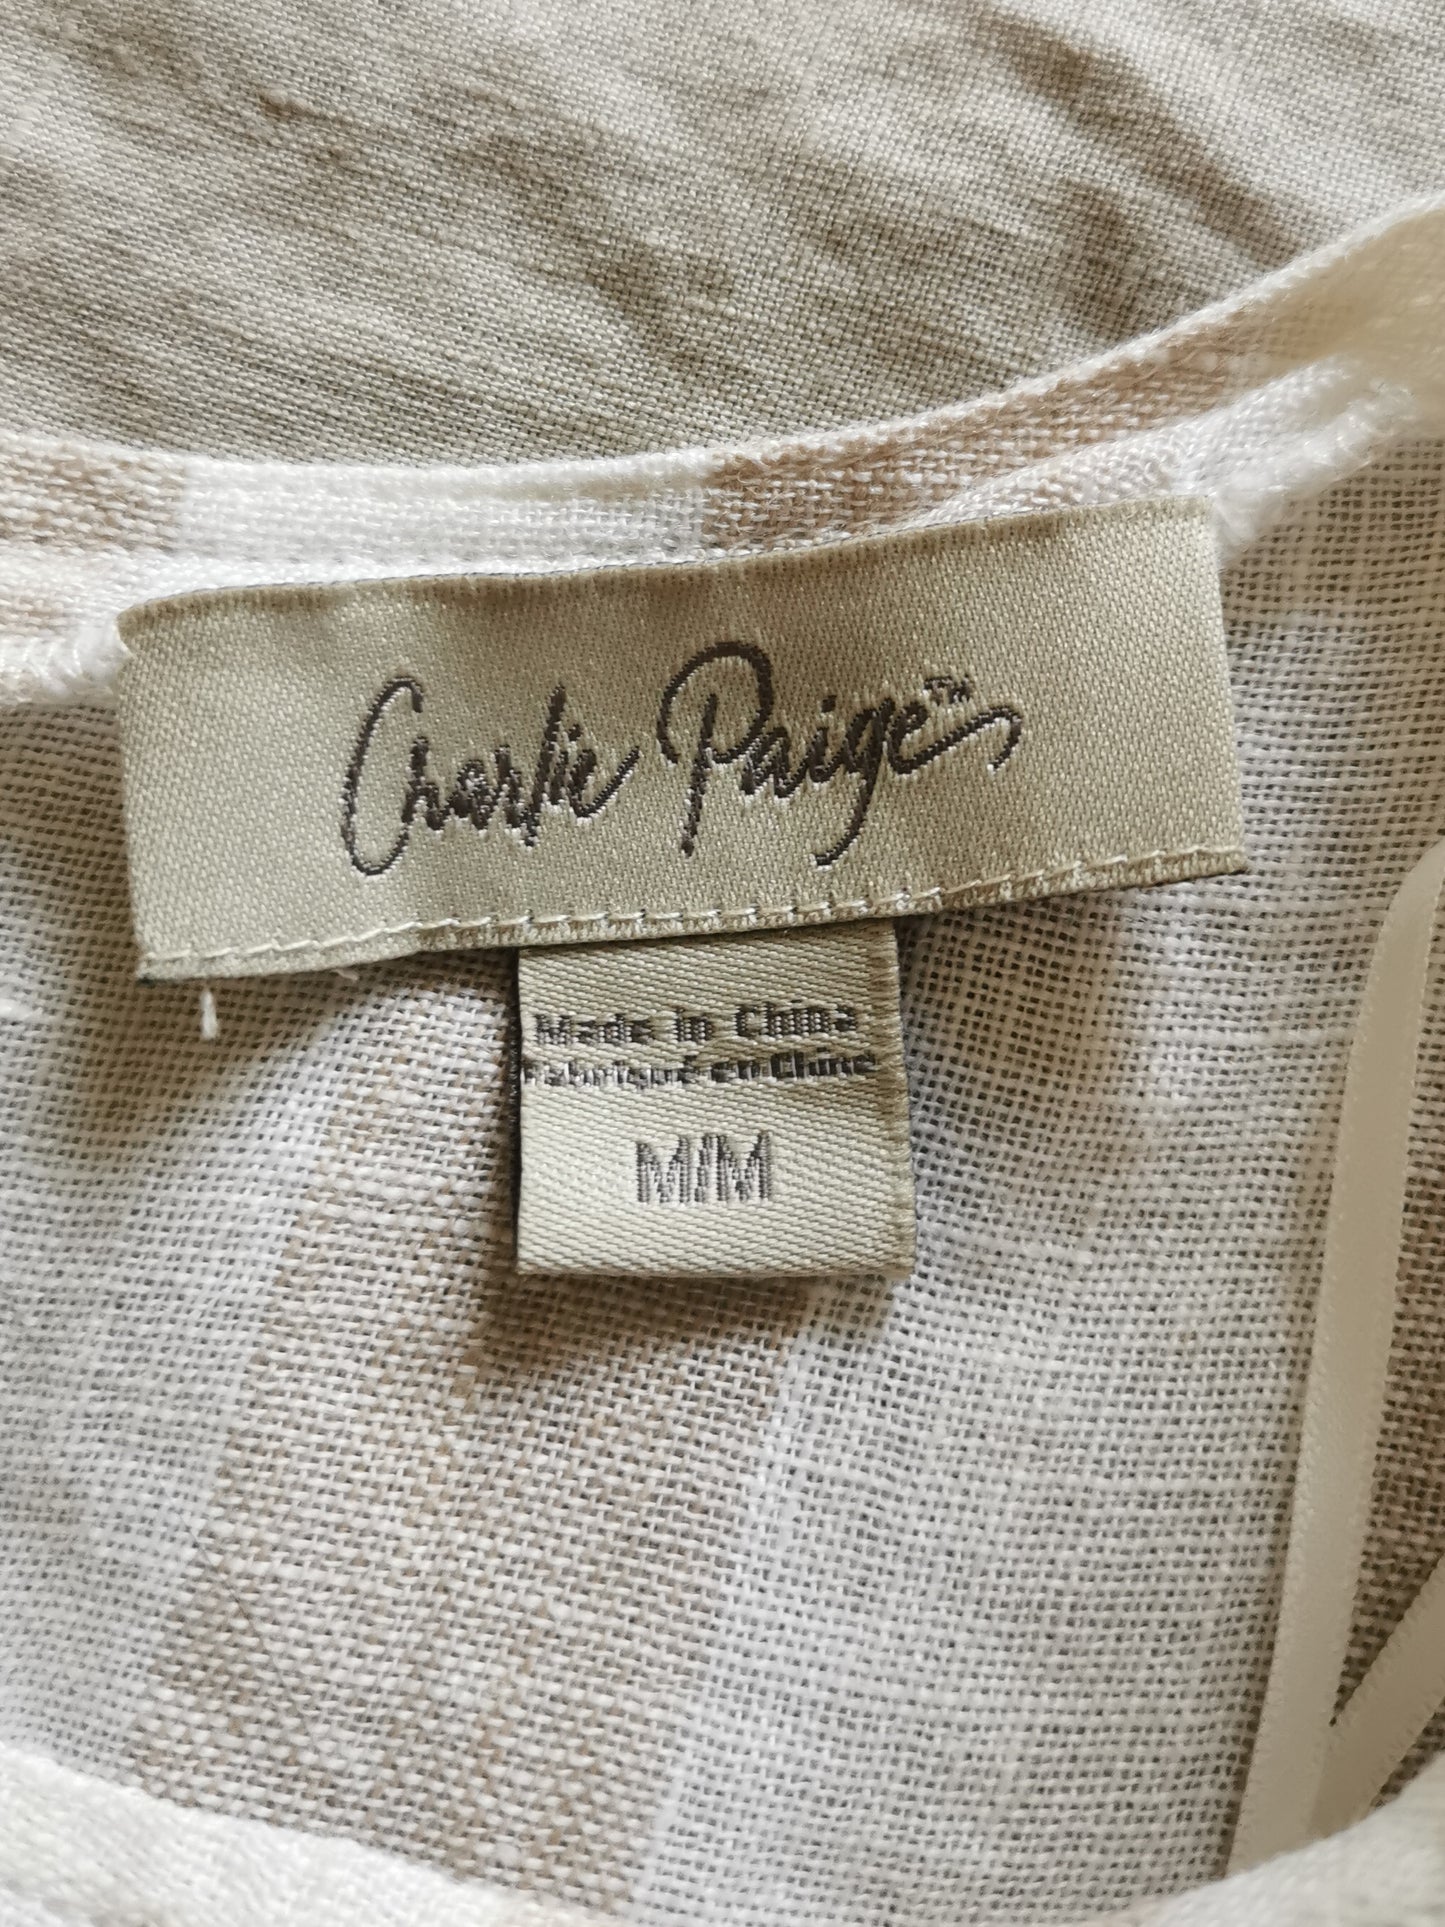 Charlie Paige™
Made in China
Fabriqué en Chine
M/M